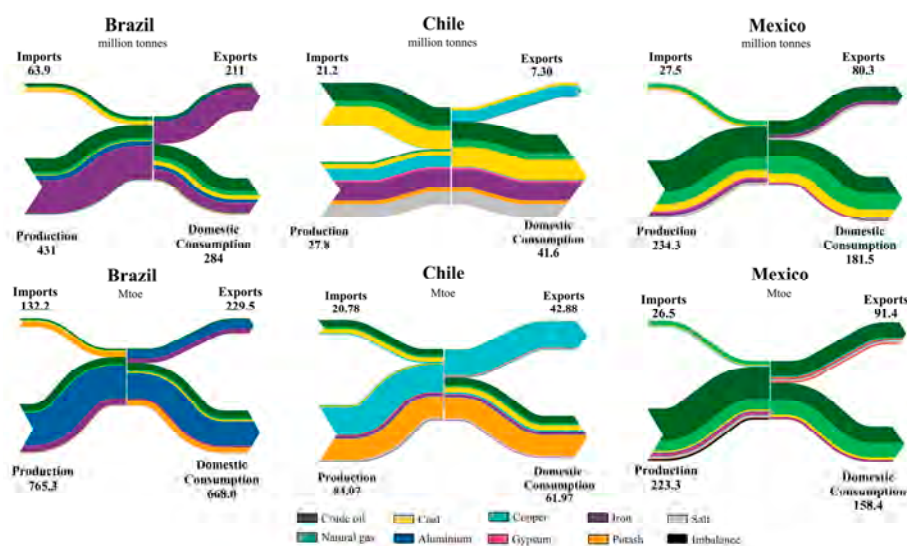 Brazil
million tonnes
Imports
63.9
Exports
211
Production
431
Domestic
Consumption
284
Chile
million tonnes
Imports
21.2
Exports
7.30
Production
27.8
Domestic
Consumption
41.6
Mexico
million tonnes
Imports
27.5
Exports
80.3
Production
234.3
Domestic
Consumption
181.5
Brazil
Mtoe
Imports
132.2
Exports
229.5
Production
765.3
Domestic
Consumption
668.0
Chile
Mtoe
Imports
20.78
Exports
42.88
Production
Domestic
Consumption
61.97
Mexico
Mtoe
Imports
26.5
Exports
91.4
Production
223.3
Domestic
Consumption
158.4
Crude oil
Coal
Copper
Iron
Salt
Natural gas
Aluminium
Gypsum
Potash
Imbalance